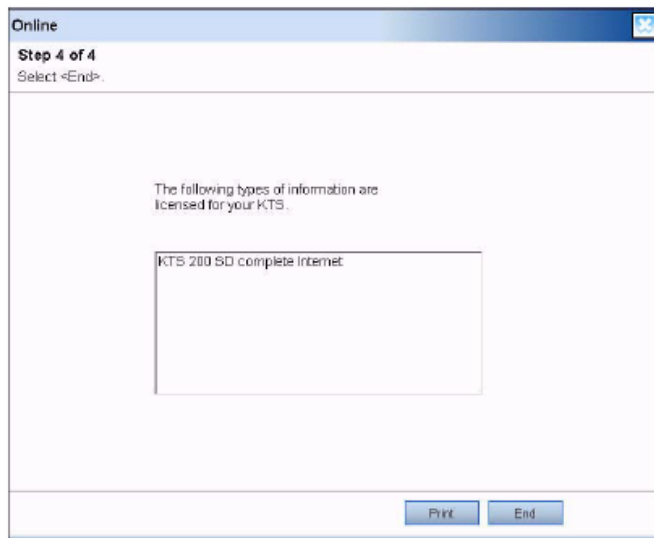 Online
Step 4 of 4
Select <End>.
The following types of information are
licensed for your KTS.
KTS 200 SD complete Internet
Print
End